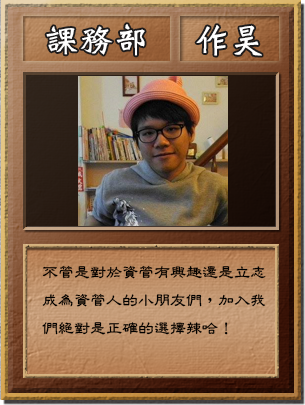 課務部 作昊
不管是對於資管有興趣還是立志
成為資管人的小朋友們，加入我
們絕對是正確的選擇辣哈！